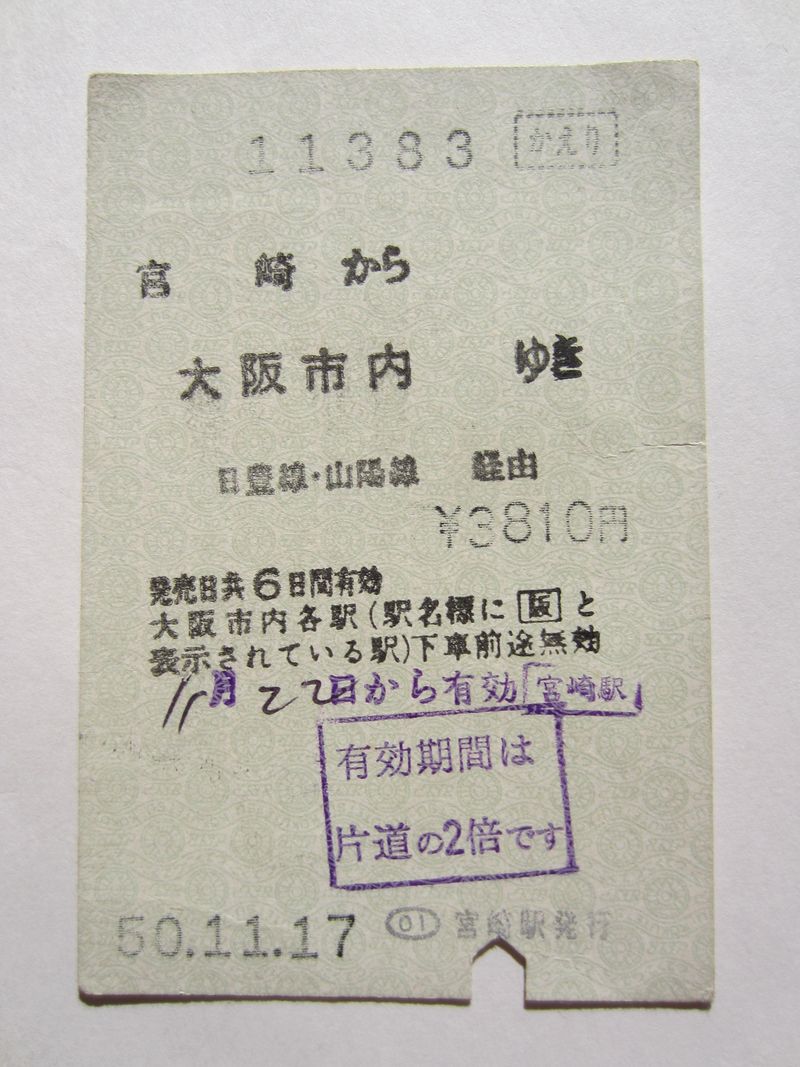 11383 かえり
宮崎から
大阪市内 ゆき
日豊線・山陽線 経由
¥3810円
発売日共6日間有効
大阪市内各駅(駅名標に阪と
表示されている駅)下車前途無効
11月22日から有効 宮崎駅
有効期間は
片道の2倍です
50.11.17 01 宮崎駅発行